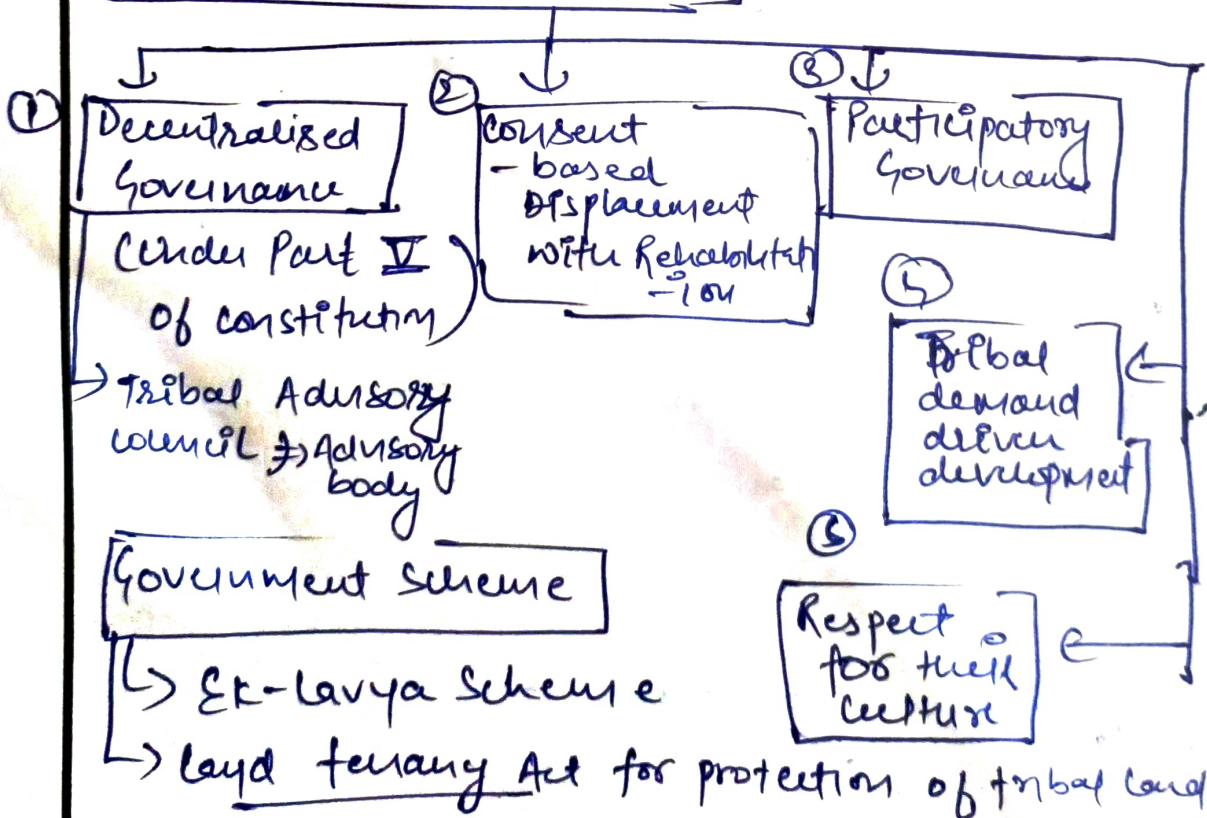 ① Decentralised
Governance
(Under Part V
of constitution)
→ Tribal Advisory
council → Advisory
body
② Consent
- based
Displacement
with Rehabilitat
-ion
③ Participatory
Governance
④
Tribal
demand
driven
development
⑤
Respect
for their
culture
Government Scheme
→ Ek-lavya Scheme
→ Land tenancy Act for protection of tribal land